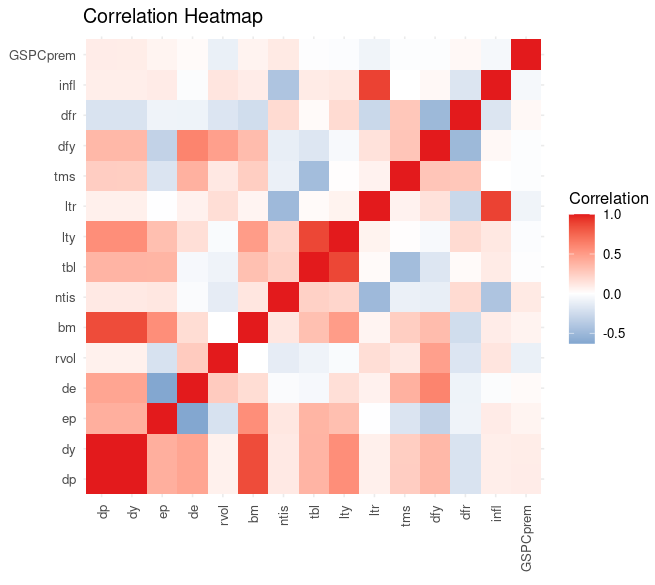 Correlation Heatmap
GSPCprem
infl
dfr
dfy
tms
ltr
lty
tbl
ntis
bm
rvol
de
ep
dy
dp
dp dy ep de rvol bm ntis tbl lty ltr tms dfy dfr infl GSPCprem
Correlation
1.0
0.5
0.0
-0.5